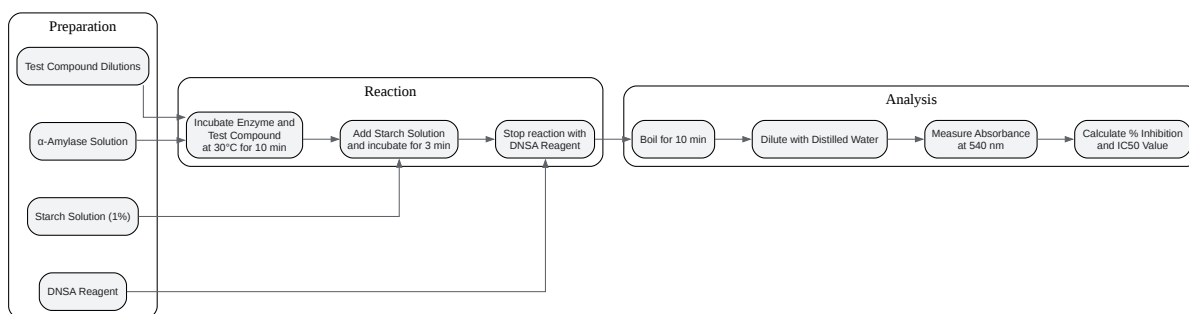 Preparation
Test Compound Dilutions
α-Amylase Solution
Starch Solution (1%)
DNSA Reagent
Reaction
Incubate Enzyme and
Test Compound
at 30°C for 10 min
Add Starch Solution
and incubate for 3 min
Stop reaction with
DNSA Reagent
Analysis
Boil for 10 min
Dilute with Distilled Water
Measure Absorbance
at 540 nm
Calculate % Inhibition
and IC50 Value